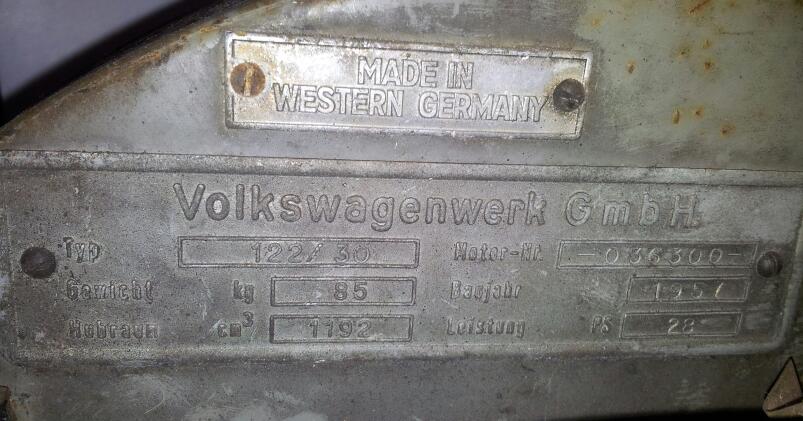 MADE IN
WESTERN GERMANY
Volkswagenwerk GmbH.
Typ 122/30 Motor-Nr. -036300-
Gewicht kg 85 Baujahr 1957
Hubraum cm³ 1192 Leistung PS 28